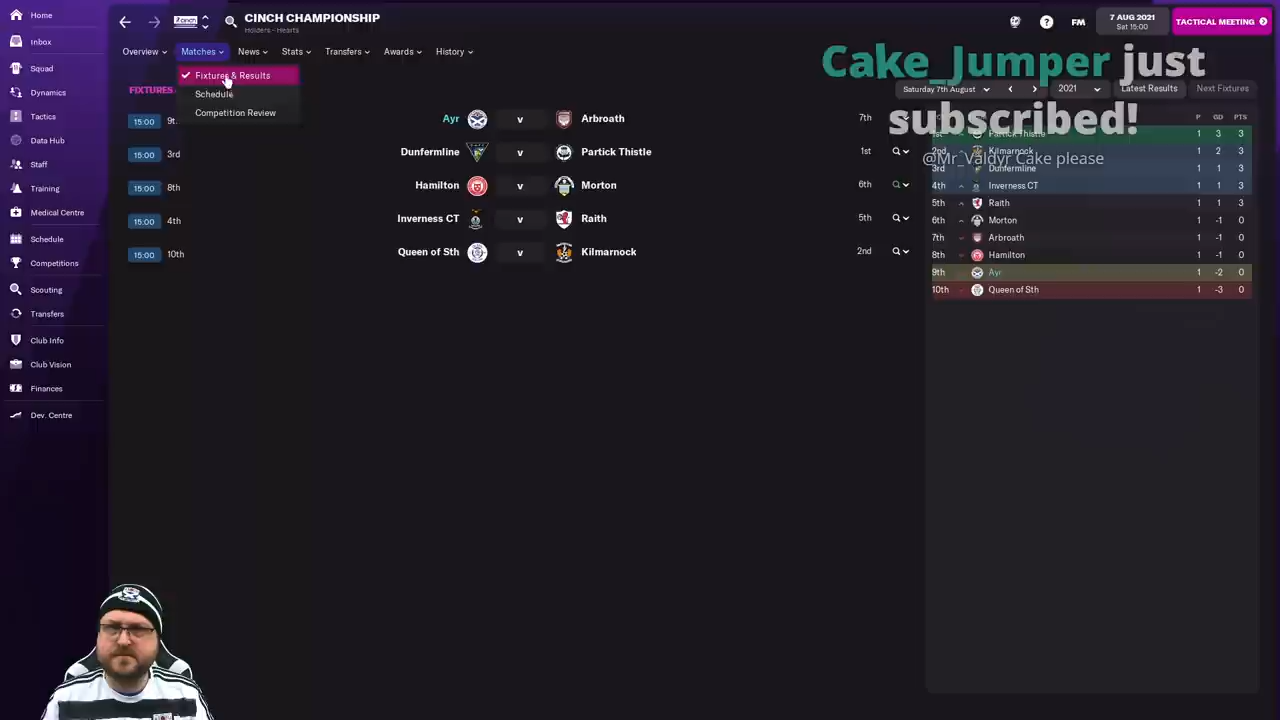 Home
Inbox
Squad
Dynamics
Tactics
Data Hub
Staff
Training
Medical Centre
Schedule
Competitions
Scouting
Transfers
Club Info
Club Vision
Finances
Dev. Centre
cinch
CINCH CHAMPIONSHIP
Holders - Hearts
FM
7 AUG 2021
Sat 15:00
TACTICAL MEETING
Overview
Matches
News
Stats
Transfers
Awards
History
Fixtures & Results
Schedule
Competition Review
FIXTURES
Cake_Jumper just
subscribed!
@Mr_Valdyr Cake please
Saturday 7th August
2021
Latest Results
Next Fixtures
15:00 9th Ayr v Arbroath 7th
15:00 3rd Dunfermline v Partick Thistle 1st
15:00 8th Hamilton v Morton 6th
15:00 4th Inverness CT v Raith 5th
15:00 10th Queen of Sth v Kilmarnock 2nd
P GD PTS
1st Partick Thistle 1 3 3
2nd Kilmarnock 1 2 3
3rd Dunfermline 1 1 3
4th Inverness CT 1 1 3
5th Raith 1 1 3
6th Morton 1 -1 0
7th Arbroath 1 -1 0
8th Hamilton 1 -1 0
9th Ayr 1 -2 0
10th Queen of Sth 1 -3 0